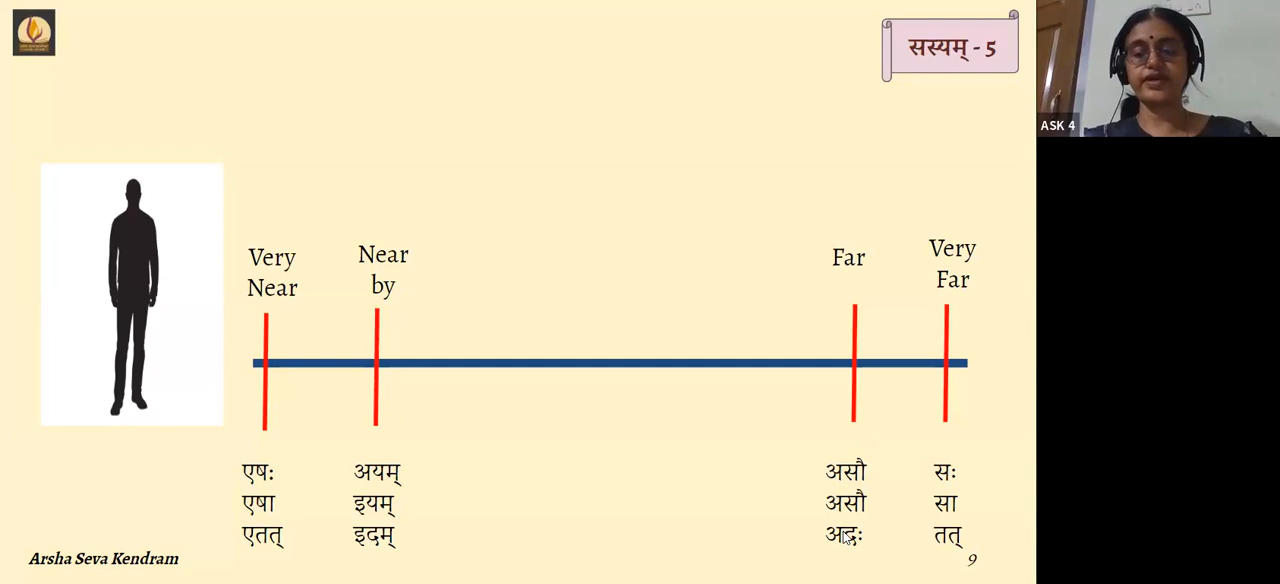 सस्यम् - 5
ASK 4
Very Near
Near by
Far
Very Far
एषः अयम् असौ सः
एषा इयम् असौ सा
एतत् इदम् अदः तत्
Arsha Seva Kendram
9